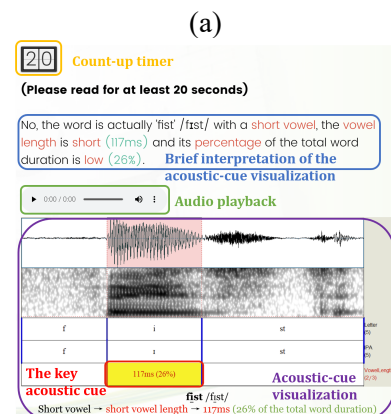 (a)
20 Count-up timer
(Please read for at least 20 seconds)
No, the word is actually 'fist' /fɪst/ with a short vowel, the vowel
length is short (117ms) and its percentage of the total word
duration is low (26%). Brief interpretation of the
acoustic-cue visualization
0:00 / 0:00 Audio playback
f i st Letter
(5)
f ɪ st IPA
(5)
The key
acoustic cue
117ms (26%) VowelLength
(2/3)
Acoustic-cue
visualization
fist /fɪst/
Short vowel → short vowel length → 117ms (26% of the total word duration)